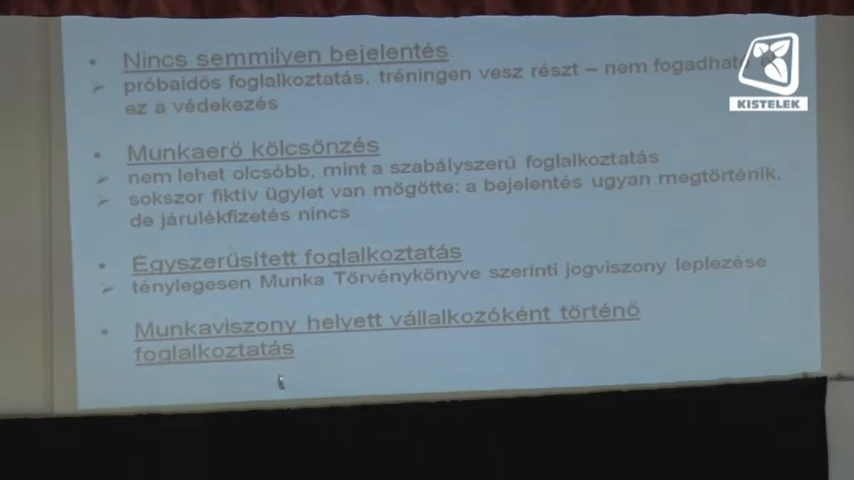 • Nincs semmilyen bejelentés
➢ próbaidős foglalkoztatás, tréningen vesz részt – nem fogadható
ez a védekezés
• Munkaerő kölcsönzés
➢ nem lehet olcsóbb, mint a szabályszerű foglalkoztatás
➢ sokszor fiktív ügylet van mögötte: a bejelentés ugyan megtörténik,
de járulékfizetés nincs
• Egyszerűsített foglalkoztatás
➢ ténylegesen Munka Törvénykönyve szerinti jogviszony leplezése
• Munkaviszony helyett vállalkozóként történő
foglalkoztatás
KISTELEK